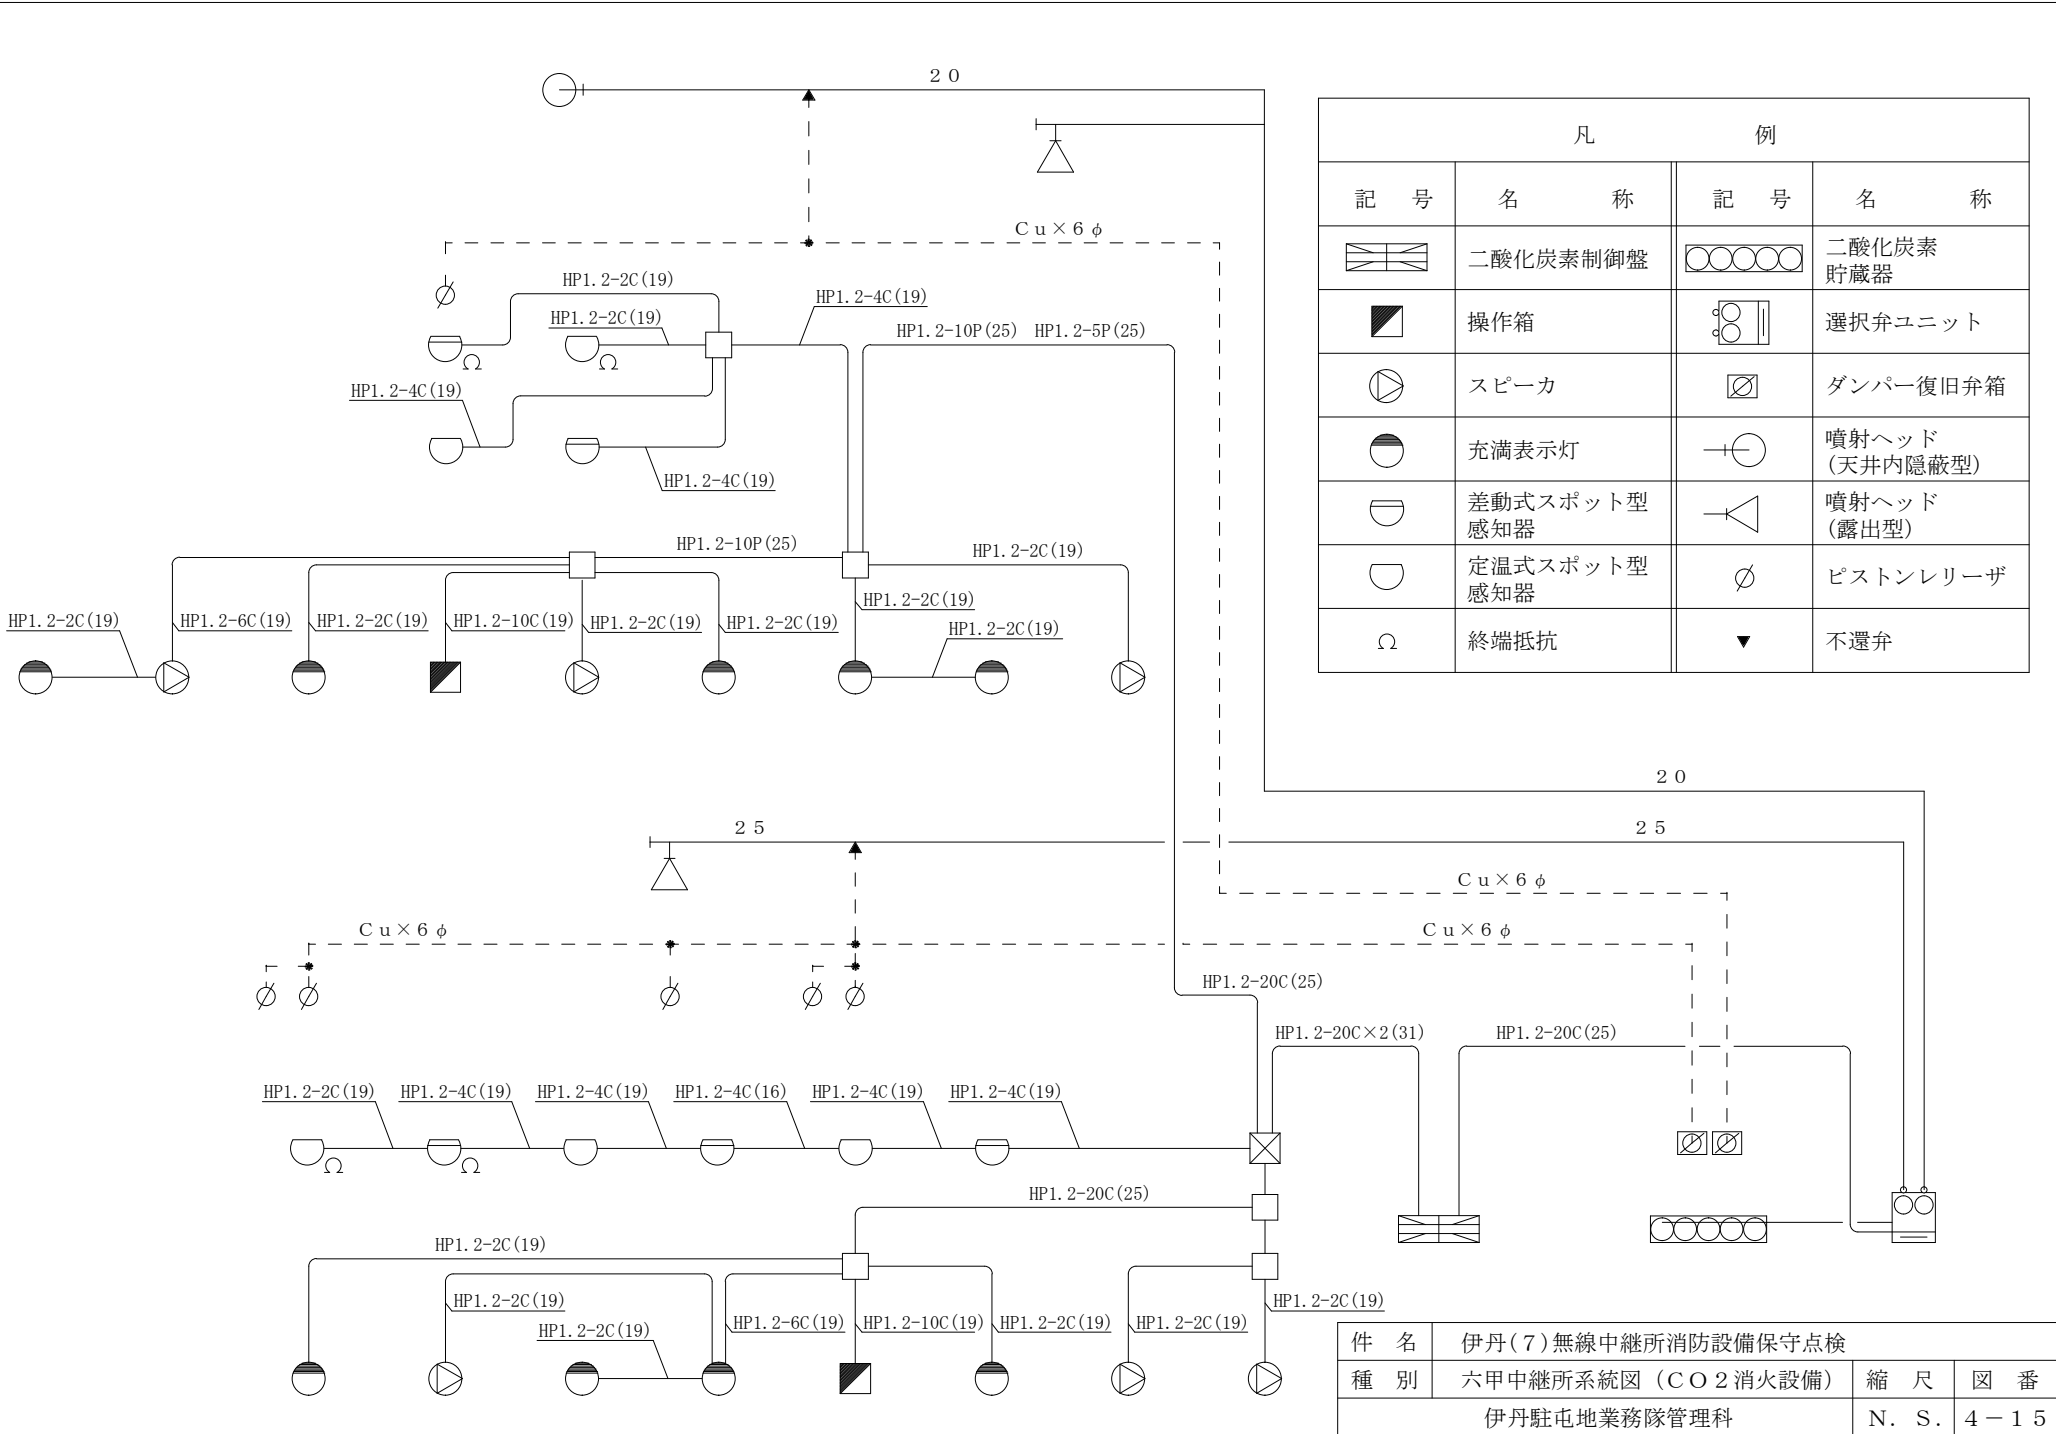 ２０
Ｃｕ×６φ
HP1.2-2C(19)
HP1.2-4C(19)
HP1.2-2C(19)
HP1.2-10P(25) HP1.2-5P(25)
Ω
Ω
HP1.2-4C(19)
HP1.2-4C(19)
HP1.2-10P(25)
HP1.2-2C(19)
HP1.2-2C(19)
HP1.2-2C(19)
HP1.2-6C(19)
HP1.2-2C(19)
HP1.2-10C(19)
HP1.2-2C(19)
HP1.2-2C(19)
HP1.2-2C(19)
凡 例
記 号 名 称 記 号 名 称
二酸化炭素制御盤
二酸化炭素
貯蔵器
操作箱
選択弁ユニット
スピーカ
ダンパー復旧弁箱
充満表示灯
噴射ヘッド
(天井内隠蔽型)
差動式スポット型
感知器
噴射ヘッド
(露出型)
定温式スポット型
感知器
ピストンレリーザ
Ω 終端抵抗
不還弁
２０
２５
２５
Ｃｕ×６φ
Ｃｕ×６φ
Ｃｕ×６φ
HP1.2-20C(25)
HP1.2-20C×2(31)
HP1.2-20C(25)
HP1.2-2C(19)
HP1.2-4C(19)
HP1.2-4C(19)
HP1.2-4C(16)
HP1.2-4C(19)
HP1.2-4C(19)
Ω
Ω
HP1.2-20C(25)
HP1.2-2C(19)
HP1.2-2C(19)
HP1.2-2C(19)
HP1.2-2C(19)
HP1.2-6C(19)
HP1.2-10C(19)
HP1.2-2C(19)
HP1.2-2C(19)
件 名 伊丹(７)無線中継所消防設備保守点検
種 別 六甲中継所系統図（ＣＯ２消火設備） 縮 尺 図 番
伊丹駐屯地業務隊管理科 Ｎ．Ｓ． ４－１５